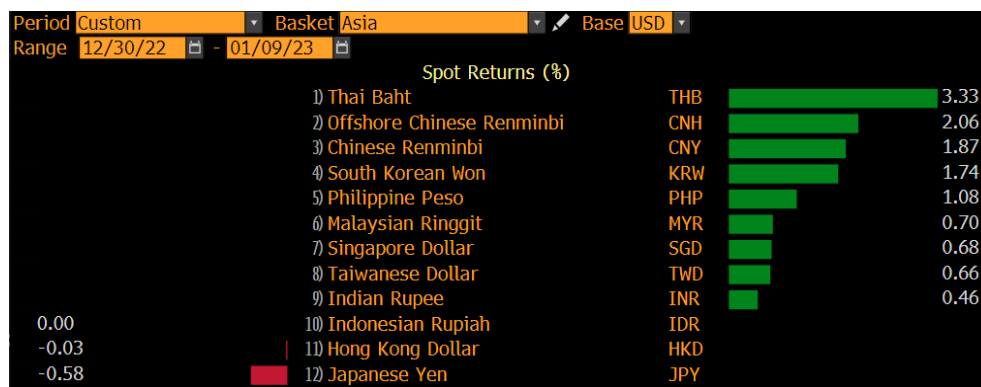 Period Custom Basket Asia Base USD
Range 12/30/22 - 01/09/23
Spot Returns (%)
1) Thai Baht THB 3.33
2) Offshore Chinese Renminbi CNH 2.06
3) Chinese Renminbi CNY 1.87
4) South Korean Won KRW 1.74
5) Philippine Peso PHP 1.08
6) Malaysian Ringgit MYR 0.70
7) Singapore Dollar SGD 0.68
8) Taiwanese Dollar TWD 0.66
9) Indian Rupee INR 0.46
0.00 10) Indonesian Rupiah IDR
-0.03 11) Hong Kong Dollar HKD
-0.58 12) Japanese Yen JPY